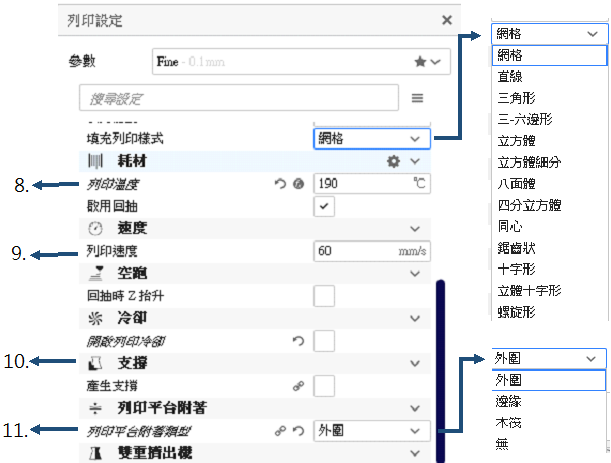 列印設定
參數
Fine - 0.1mm
搜尋設定
填充列印樣式
網格
耗材
8.
列印溫度
190
℃
啟用回抽
速度
9.
列印速度
60
mm/s
空跑
回抽時 Z 抬升
冷卻
開啟列印冷卻
10.
支撐
產生支撐
列印平台附著
11.
列印平台附著類型
外圍
雙重擠出機
網格
網格
直線
三角形
三-六邊形
立方體
立方體細分
八面體
四分立方體
同心
鋸齒狀
十字形
立體十字形
螺旋形
外圍
外圍
邊緣
木筏
無